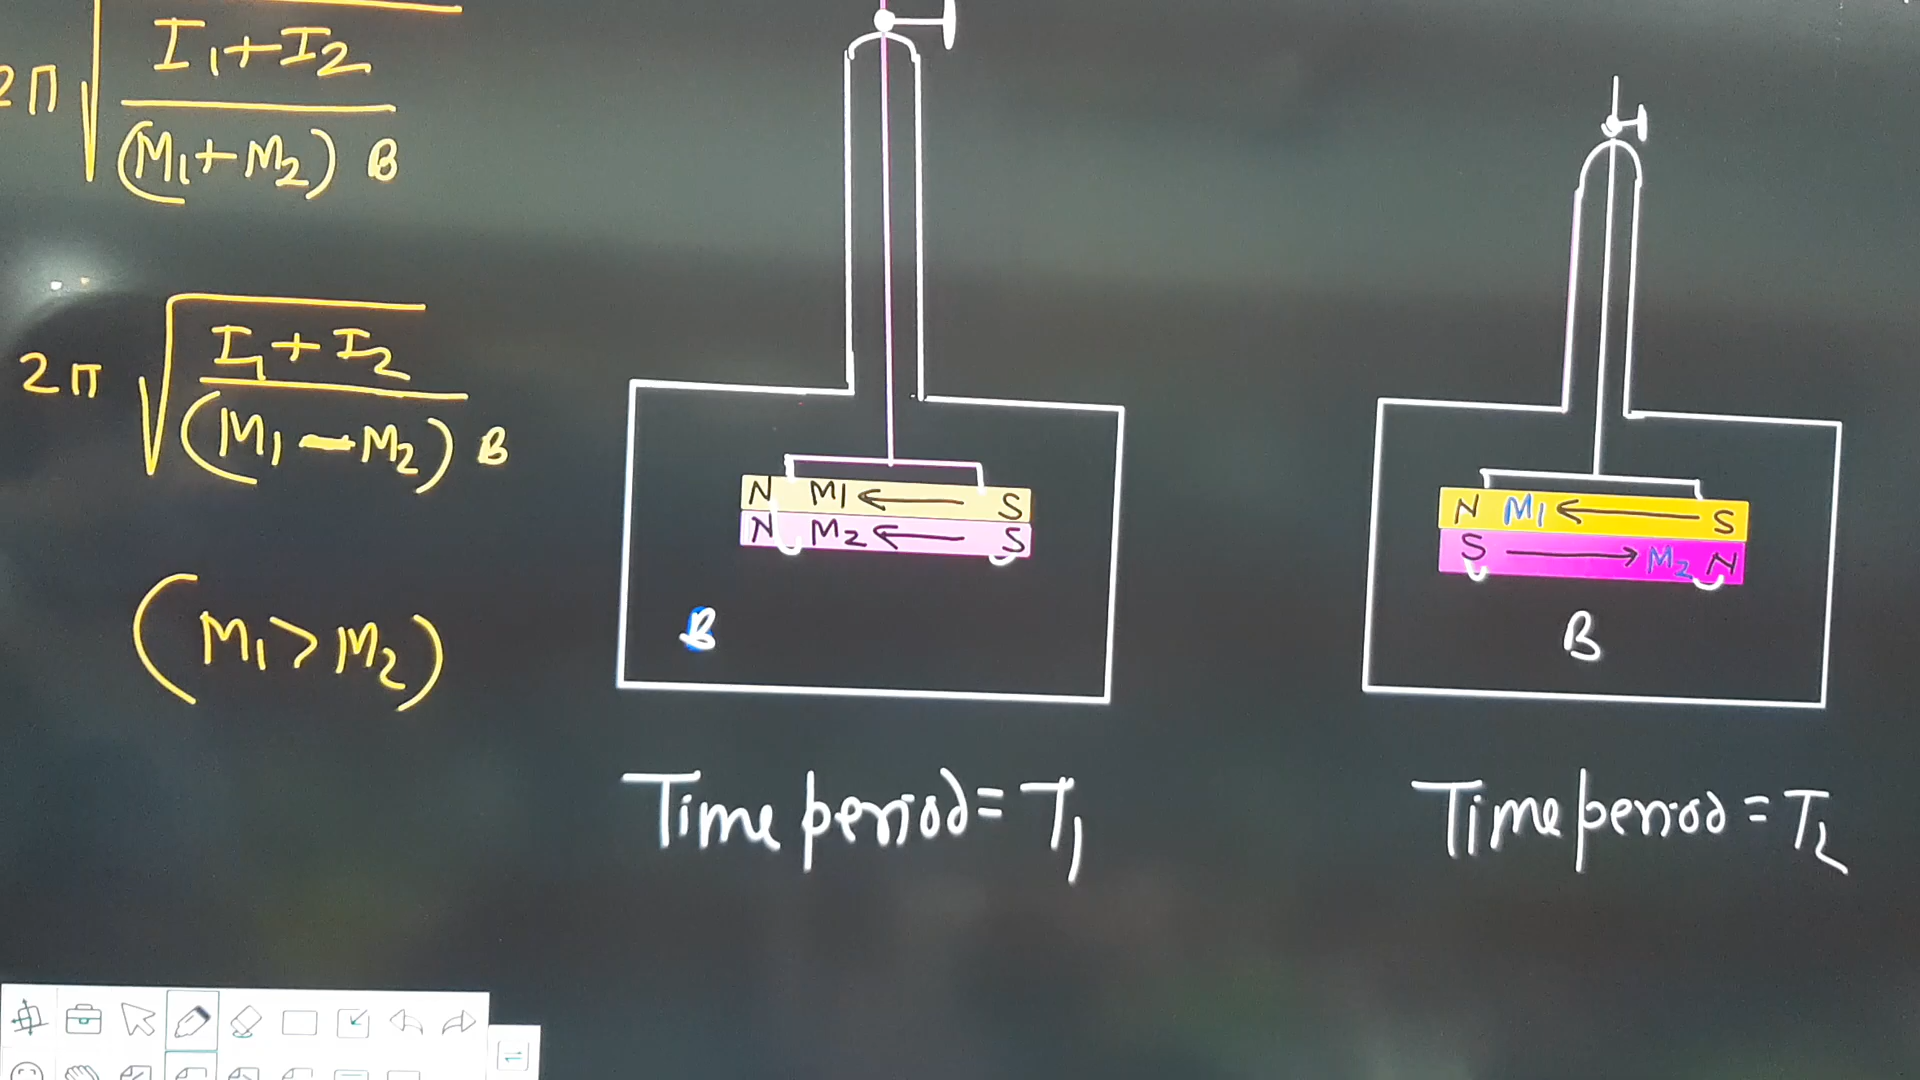 2π √ I₁+I₂
(M₁+M₂) B
2π √ I₁+I₂
(M₁-M₂) B
(M₁>M₂)
N M1 ← S
N M2 ← S
B
Time period = T₁
N M1 ← S
S → M2 N
B
Time period = T₂